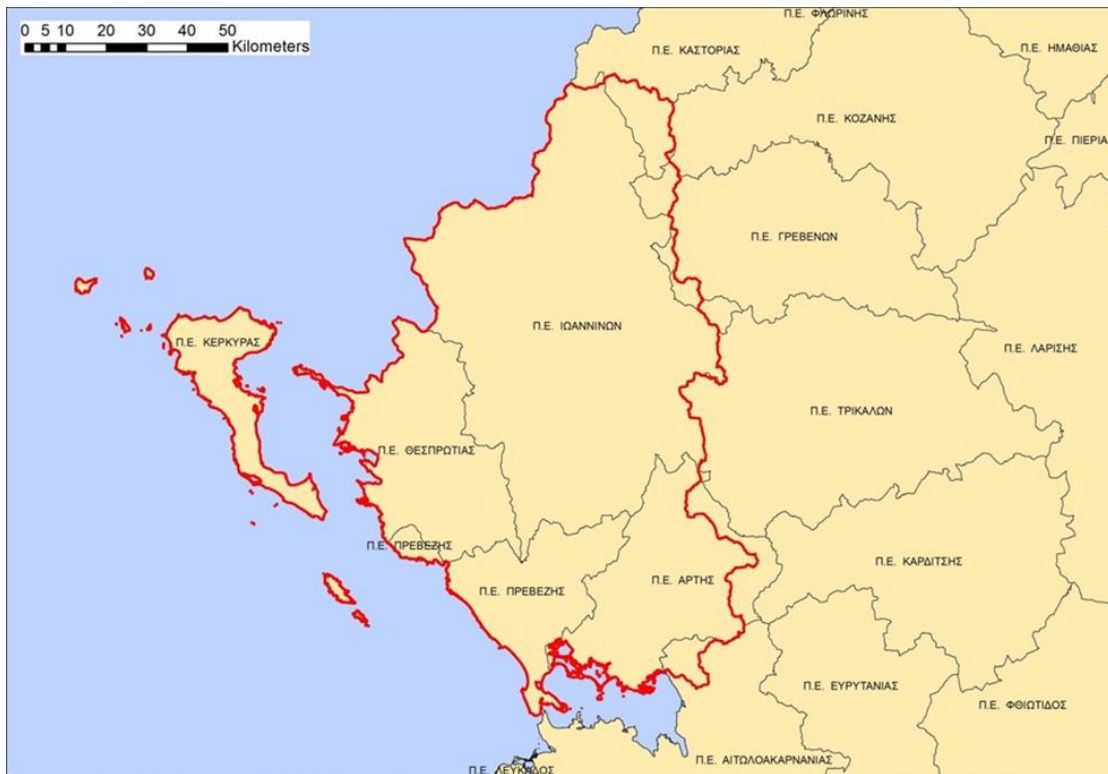 0 5 10 20 30 40 50
Kilometers
Π.Ε. ΦΛΩΡΙΝΗΣ
Π.Ε. ΚΑΣΤΟΡΙΑΣ
Π.Ε. ΗΜΑΘΙΑΣ
Π.Ε. ΚΟΖΑΝΗΣ
Π.Ε. ΠΙΕΡΙΑ
Π.Ε. ΓΡΕΒΕΝΩΝ
Π.Ε. ΙΩΑΝΝΙΝΩΝ
Π.Ε. ΚΕΡΚΥΡΑΣ
Π.Ε. ΛΑΡΙΣΗΣ
Π.Ε. ΤΡΙΚΑΛΩΝ
Π.Ε. ΘΕΣΠΡΩΤΙΑΣ
Π.Ε. ΠΡΕΒΕΖΗΣ
Π.Ε. ΚΑΡΔΙΤΣΗΣ
Π.Ε. ΠΡΕΒΕΖΗΣ
Π.Ε. ΑΡΤΗΣ
Π.Ε. ΕΥΡΥΤΑΝΙΑΣ
Π.Ε. ΦΘΙΩΤΙΔΟΣ
Π.Ε. ΑΙΤΩΛΟΑΚΑΡΝΑΝΙΑΣ
Π.Ε. ΛΕΥΚΑΔΟΣ